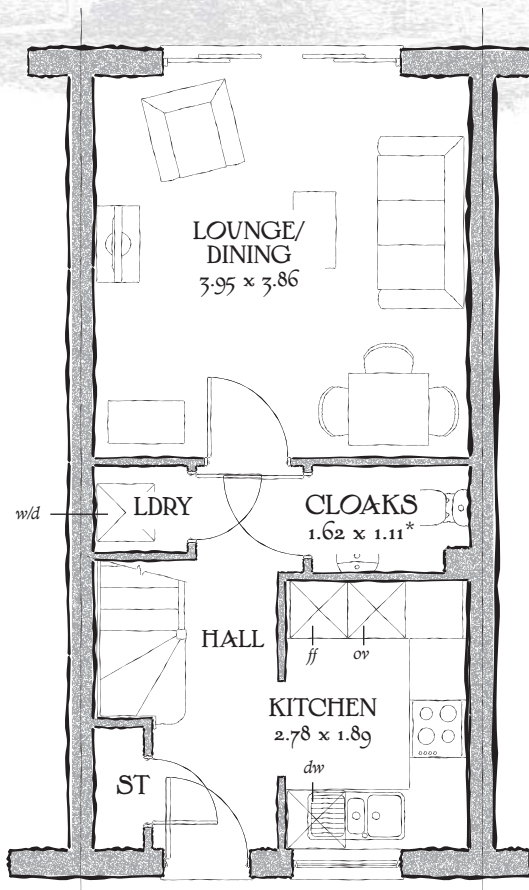 LOUNGE/
DINING
3.95 x 3.86
w/d
LDRY
CLOAKS
1.62 x 1.11*
HALL
ff
ov
KITCHEN
2.78 x 1.89
dw
ST